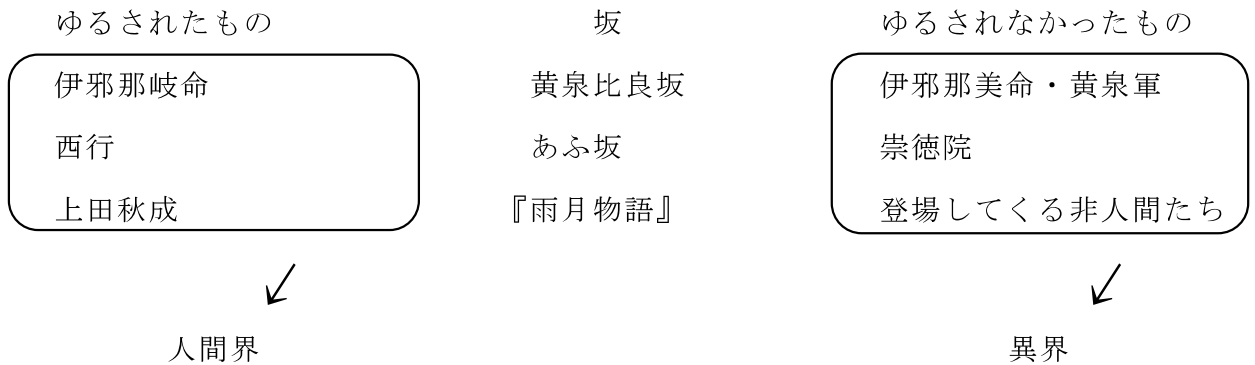 ゆるされたもの 坂 ゆるされなかったもの
伊邪那岐命 黄泉比良坂 伊邪那美命・黄泉軍
西行 あふ坂 崇徳院
上田秋成 『雨月物語』 登場してくる非人間たち
人間界 異界